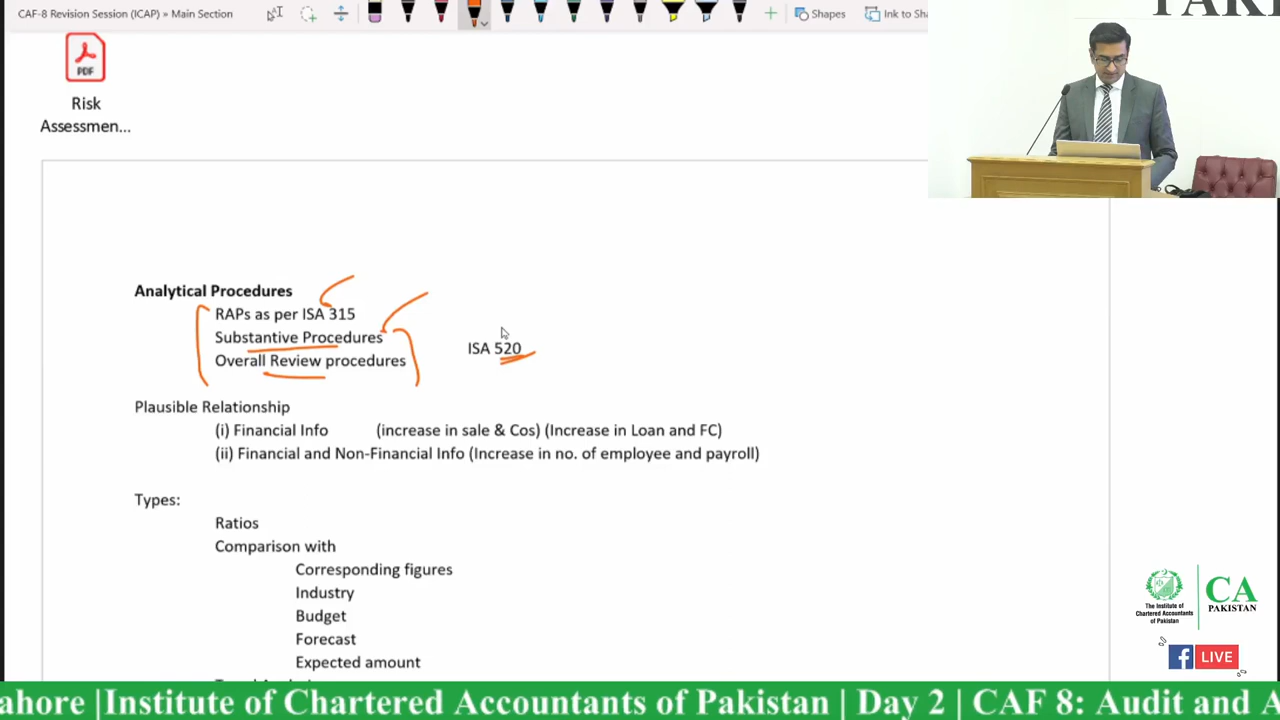 CAF-8 Revision Session (ICAP) » Main Section
Shapes
Ink to Sha
PDF
Risk
Assessmen...
Analytical Procedures
RAPs as per ISA 315
Substantive Procedures
Overall Review procedures
ISA 520
Plausible Relationship
(i) Financial Info (increase in sale & Cos) (Increase in Loan and FC)
(ii) Financial and Non-Financial Info (Increase in no. of employee and payroll)
Types:
Ratios
Comparison with
Corresponding figures
Industry
Budget
Forecast
Expected amount
The Institute of
Chartered Accountants
of Pakistan
CA
PAKISTAN
LIVE
ahore |Institute of Chartered Accountants of Pakistan | Day 2 | CAF 8: Audit and A